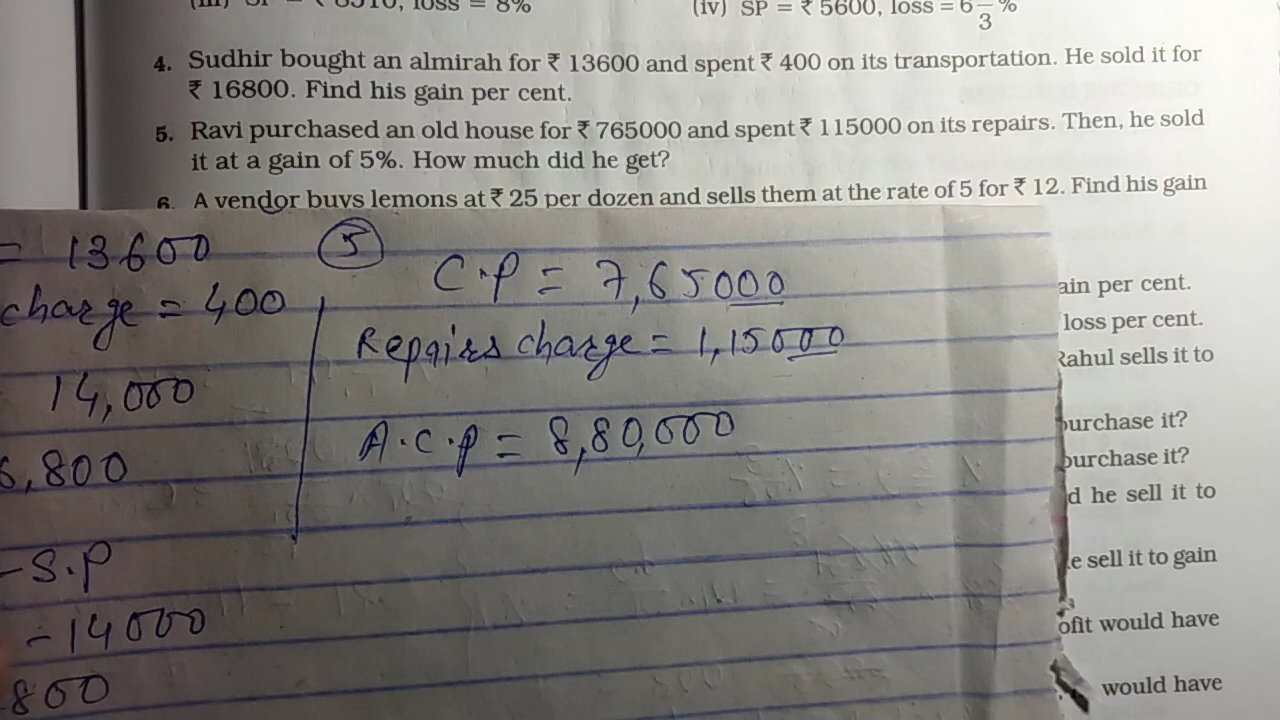 (iii) SP = ₹ 8510, loss = 8%
(iv) SP = ₹ 5600, loss = 6 /3 %
4. Sudhir bought an almirah for ₹ 13600 and spent ₹ 400 on its transportation. He sold it for
₹ 16800. Find his gain per cent.
5. Ravi purchased an old house for ₹ 765000 and spent ₹ 115000 on its repairs. Then, he sold
it at a gain of 5%. How much did he get?
6. A vendor buys lemons at ₹ 25 per dozen and sells them at the rate of 5 for ₹ 12. Find his gain
= 13600
charge = 400
14,000
6,800
- S.P
- 14000
800
5
C.P = 7,65000
Repairs charge = 1,15000
A.C.P = 8,80,000
ain per cent.
loss per cent.
Rahul sells it to
purchase it?
purchase it?
d he sell it to
e sell it to gain
ofit would have
would have